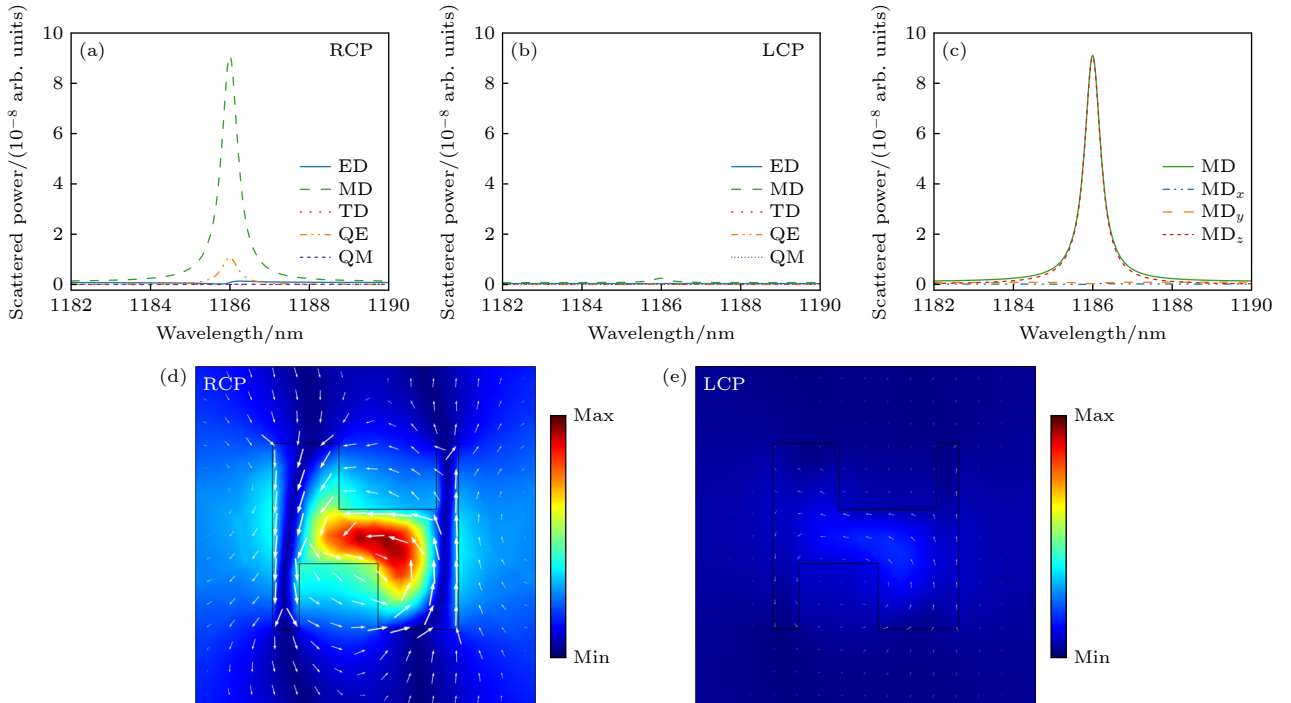 (a)
RCP
Scattered power/(10⁻⁸ arb. units)
10
8
6
4
2
0
ED
MD
TD
QE
QM
1182 1184 1186 1188 1190
Wavelength/nm
(b)
LCP
Scattered power/(10⁻⁸ arb. units)
10
8
6
4
2
0
ED
MD
TD
QE
QM
1182 1184 1186 1188 1190
Wavelength/nm
(c)
Scattered power/(10⁻⁸ arb. units)
10
8
6
4
2
0
MD
MDₓ
MD_y
MD_z
1182 1184 1186 1188 1190
Wavelength/nm
(d)
RCP
Max
Min
(e)
LCP
Max
Min